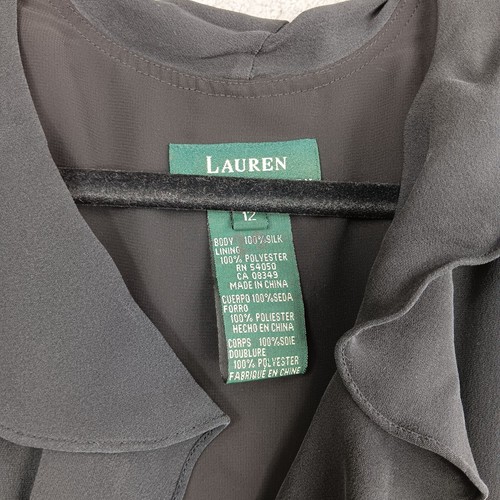 LAUREN
12
BODY 100%SILK
LINING
100% POLYESTER
RN 54050
CA 08349
MADE IN CHINA
CUERPO 100%SEDA
FORRO
100% POLIESTER
HECHO EN CHINA
CORPS 100%SOIE
DOUBLURE
100% POLYESTER
FABRIQUÉ EN CHINE